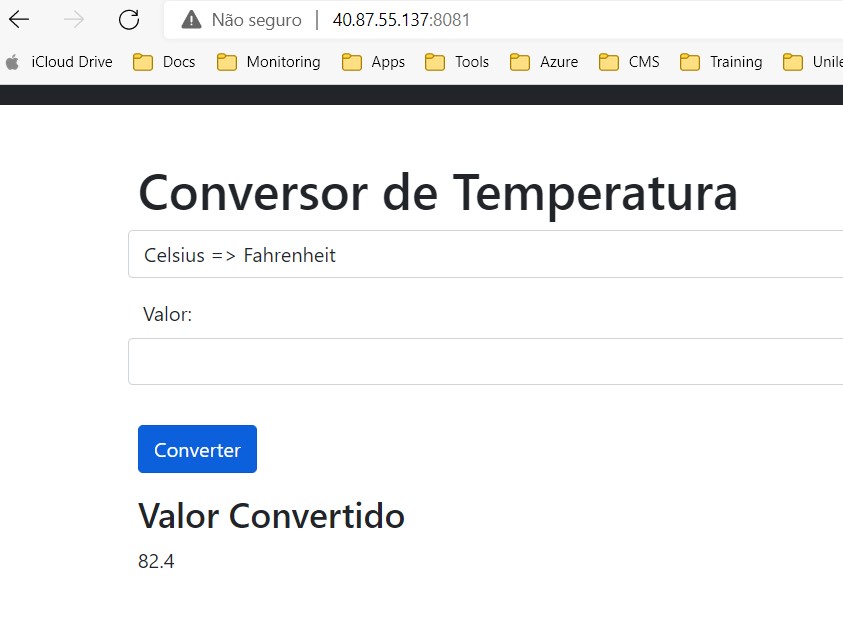 Não seguro | 40.87.55.137:8081
iCloud Drive Docs Monitoring Apps Tools Azure CMS Training
Conversor de Temperatura
Celsius => Fahrenheit
Valor:
Converter
Valor Convertido
82.4